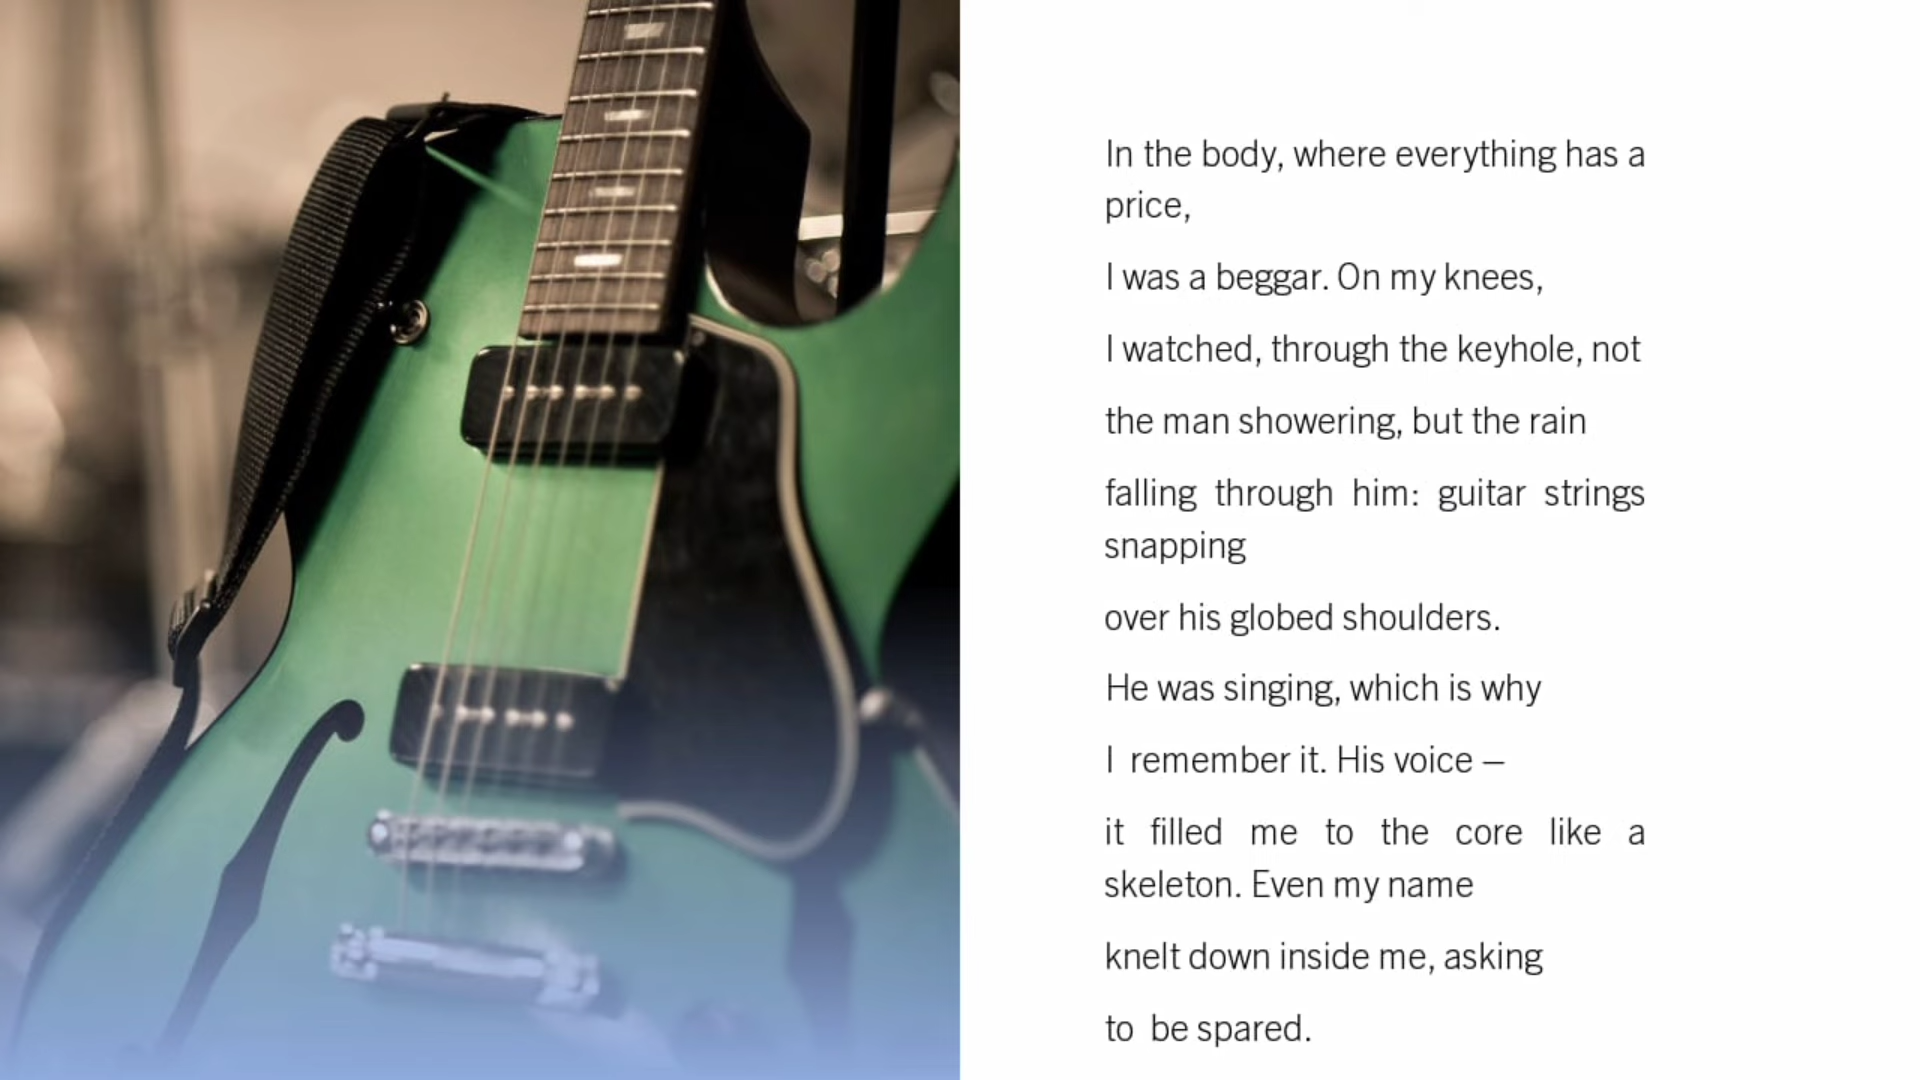 In the body, where everything has a
price,
I was a beggar. On my knees,
I watched, through the keyhole, not
the man showering, but the rain
falling through him: guitar strings
snapping
over his globed shoulders.
He was singing, which is why
I remember it. His voice –
it filled me to the core like a
skeleton. Even my name
knelt down inside me, asking
to be spared.